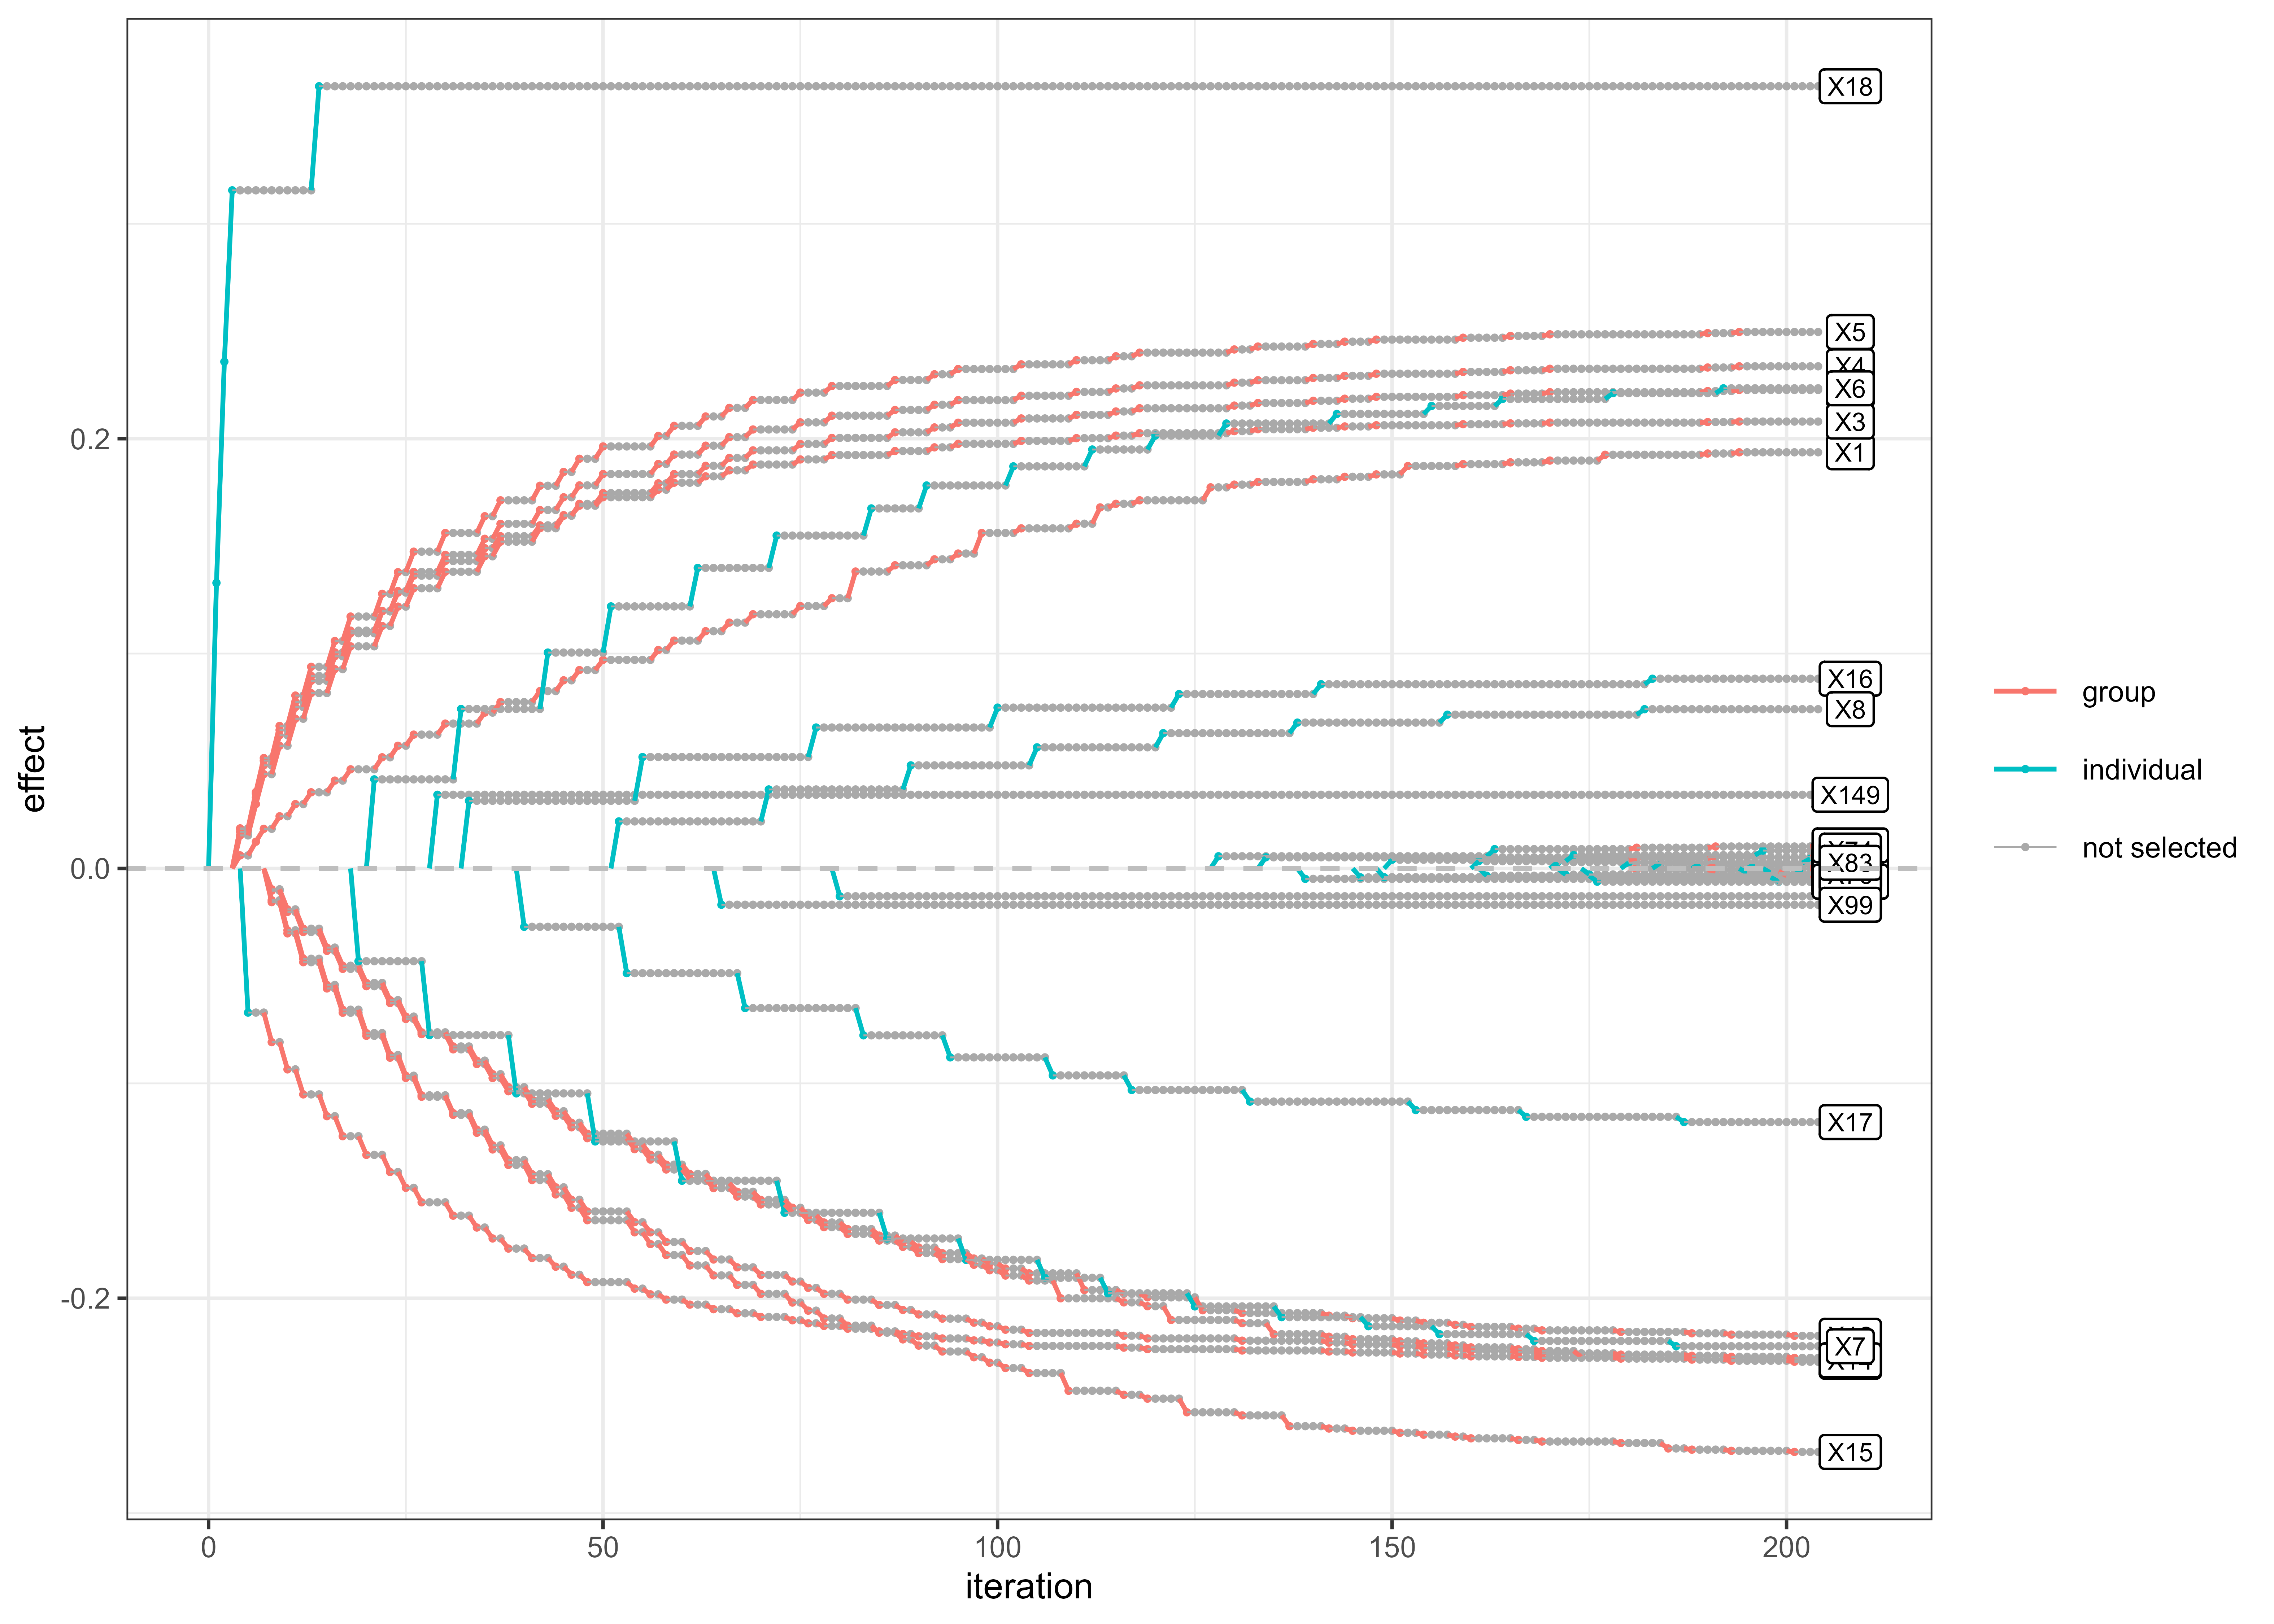 X18
X5
X4
X6
X3
X1
X16
X8
X149
X83
X99
X17
X7
X15
0.2
0.0
-0.2
effect
0
50
100
150
200
iteration
group
individual
not selected